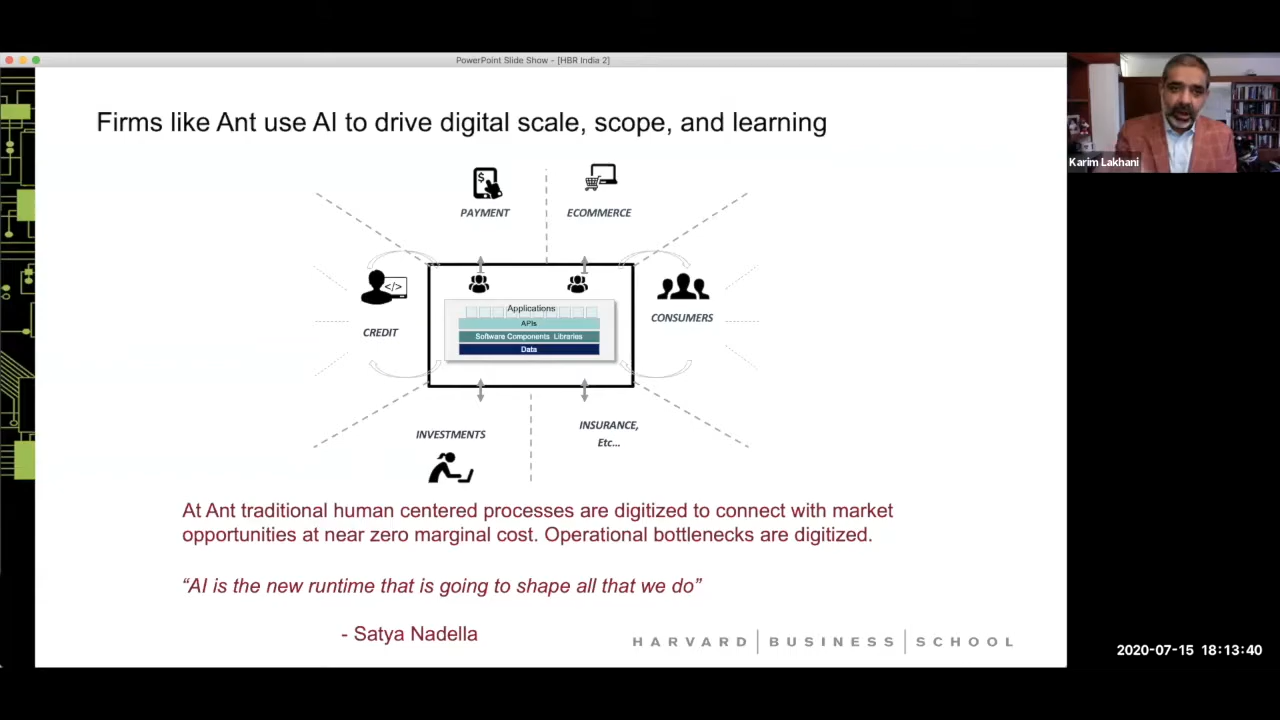 PowerPoint Slide Show - [HBR India 2]
Firms like Ant use AI to drive digital scale, scope, and learning
Karim Lakhani
PAYMENT
ECOMMERCE
CREDIT
</>
$
CONSUMERS
Applications
APIs
Software Components Libraries
Data
INVESTMENTS
INSURANCE,
Etc...
At Ant traditional human centered processes are digitized to connect with market
opportunities at near zero marginal cost. Operational bottlenecks are digitized.
“AI is the new runtime that is going to shape all that we do”
- Satya Nadella
HARVARD | BUSINESS | SCHOOL
2020-07-15 18:13:40